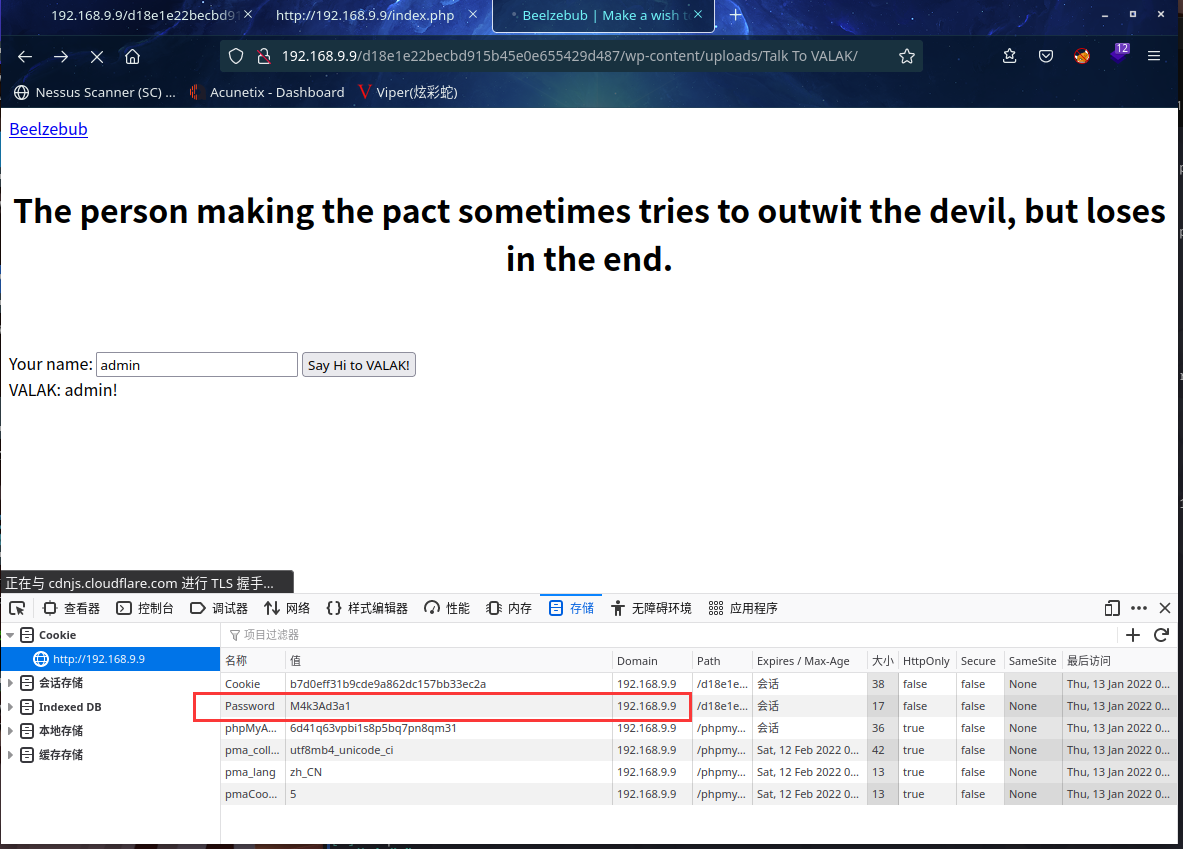 192.168.9.9/d18e1e22becbd91
http://192.168.9.9/index.php
Beelzebub | Make a wish t
192.168.9.9/d18e1e22becbd915b45e0e655429d487/wp-content/uploads/Talk To VALAK/
12
Nessus Scanner (SC) ...
Acunetix - Dashboard
Viper(炫彩蛇)
Beelzebub
The person making the pact sometimes tries to outwit the devil, but loses
in the end.
Your name: admin Say Hi to VALAK!
VALAK: admin!
正在与 cdnjs.cloudflare.com 进行 TLS 握手...
查看器 控制台 调试器 网络 样式编辑器 性能 内存 存储 无障碍环境 应用程序
Cookie
http://192.168.9.9
会话存储
Indexed DB
本地存储
缓存存储
项目过滤器
名称 值 Domain Path Expires / Max-Age 大小 HttpOnly Secure SameSite 最后访问
Cookie b7d0eff31b9cde9a862dc157bb33ec2a 192.168.9.9 /d18e1e... 会话 38 false false None Thu, 13 Jan 2022 0...
Password M4k3Ad3a1 192.168.9.9 /d18e1e... 会话 17 false false None Thu, 13 Jan 2022 0...
phpMyA... 6d41q63vpbi1s8p5bq7pn8qm31 192.168.9.9 /phpmy... 会话 36 true false None Thu, 13 Jan 2022 0...
pma_coll... utf8mb4_unicode_ci 192.168.9.9 /phpmy... Sat, 12 Feb 2022 0... 42 true false None Thu, 13 Jan 2022 0...
pma_lang zh_CN 192.168.9.9 /phpmy... Sat, 12 Feb 2022 0... 13 true false None Thu, 13 Jan 2022 0...
pmaCoo... 5 192.168.9.9 /phpmy... Sat, 12 Feb 2022 0... 13 true false None Thu, 13 Jan 2022 0...